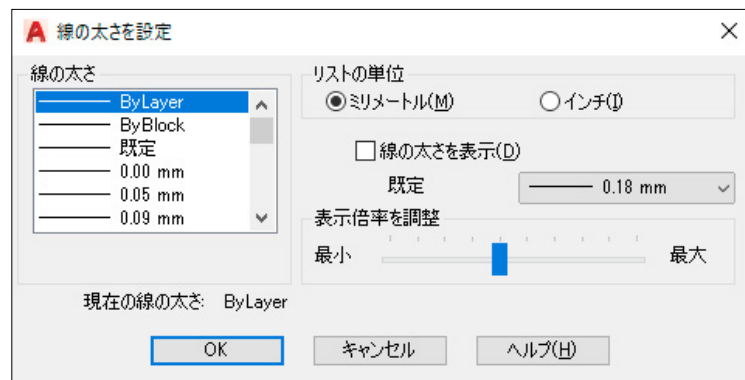 線の太さを設定
線の太さ
ByLayer
ByBlock
既定
0.00 mm
0.05 mm
0.09 mm
現在の線の太さ: ByLayer
リストの単位
ミリメートル(M) インチ(I)
線の太さを表示(D)
既定 0.18 mm
表示倍率を調整
最小 最大
OK キャンセル ヘルプ(H)